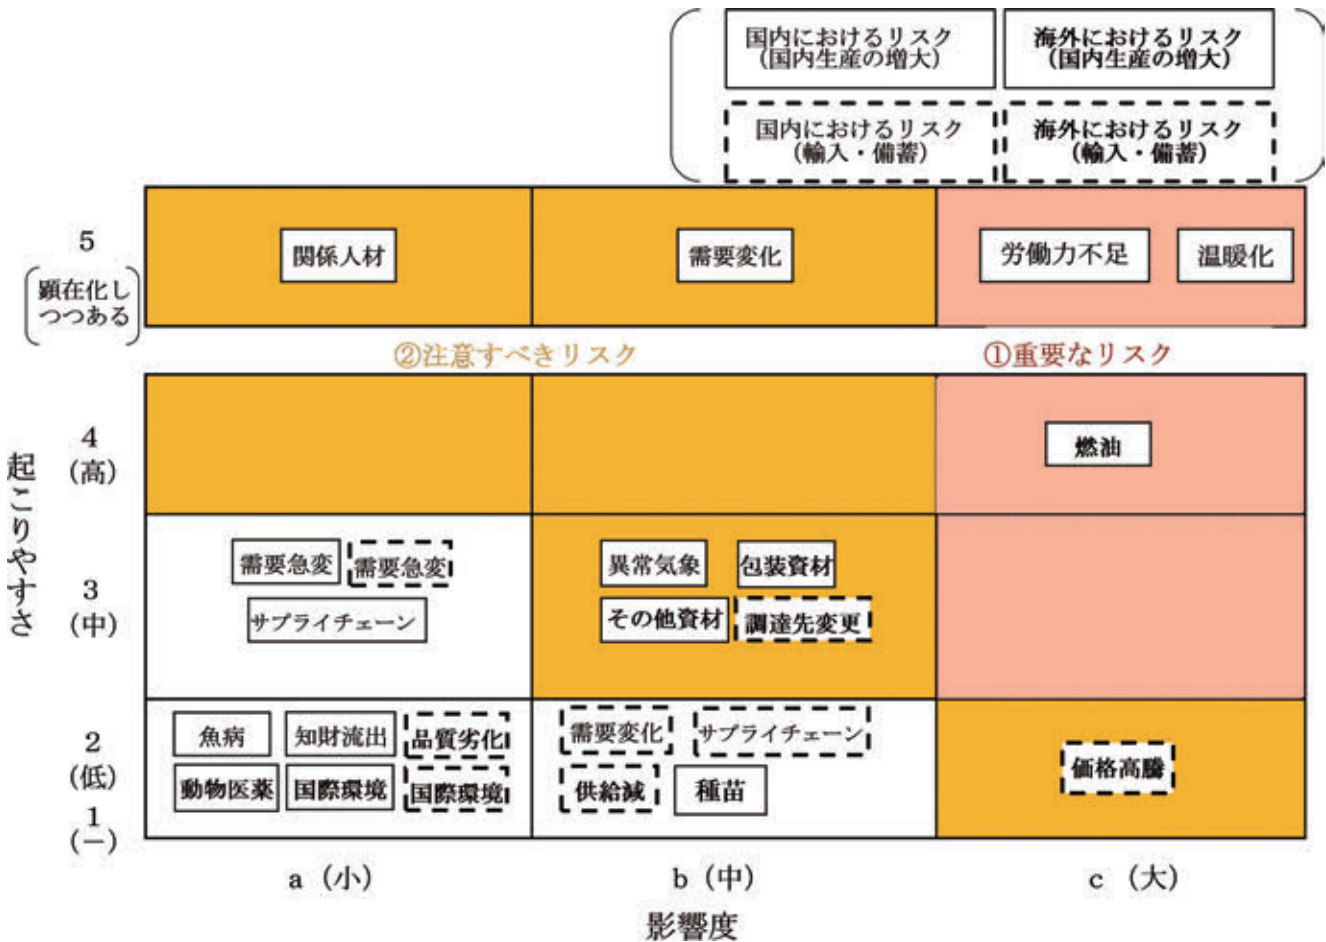 国内におけるリスク
(国内生産の増大)
海外におけるリスク
(国内生産の増大)
国内におけるリスク
(輸入・備蓄)
海外におけるリスク
(輸入・備蓄)
5
顕在化し
つつある
関係人材
需要変化
労働力不足
温暖化
②注意すべきリスク
①重要なリスク
起こりやすさ
4
(高)
燃油
3
(中)
需要急変
需要急変
サプライチェーン
異常気象
包装資材
その他資材
調達先変更
2
(低)
1
(ー)
魚病
知財流出
品質劣化
動物医薬
国際環境
国際環境
需要変化
サプライチェーン
供給減
種苗
価格高騰
a (小)
b (中)
c (大)
影響度